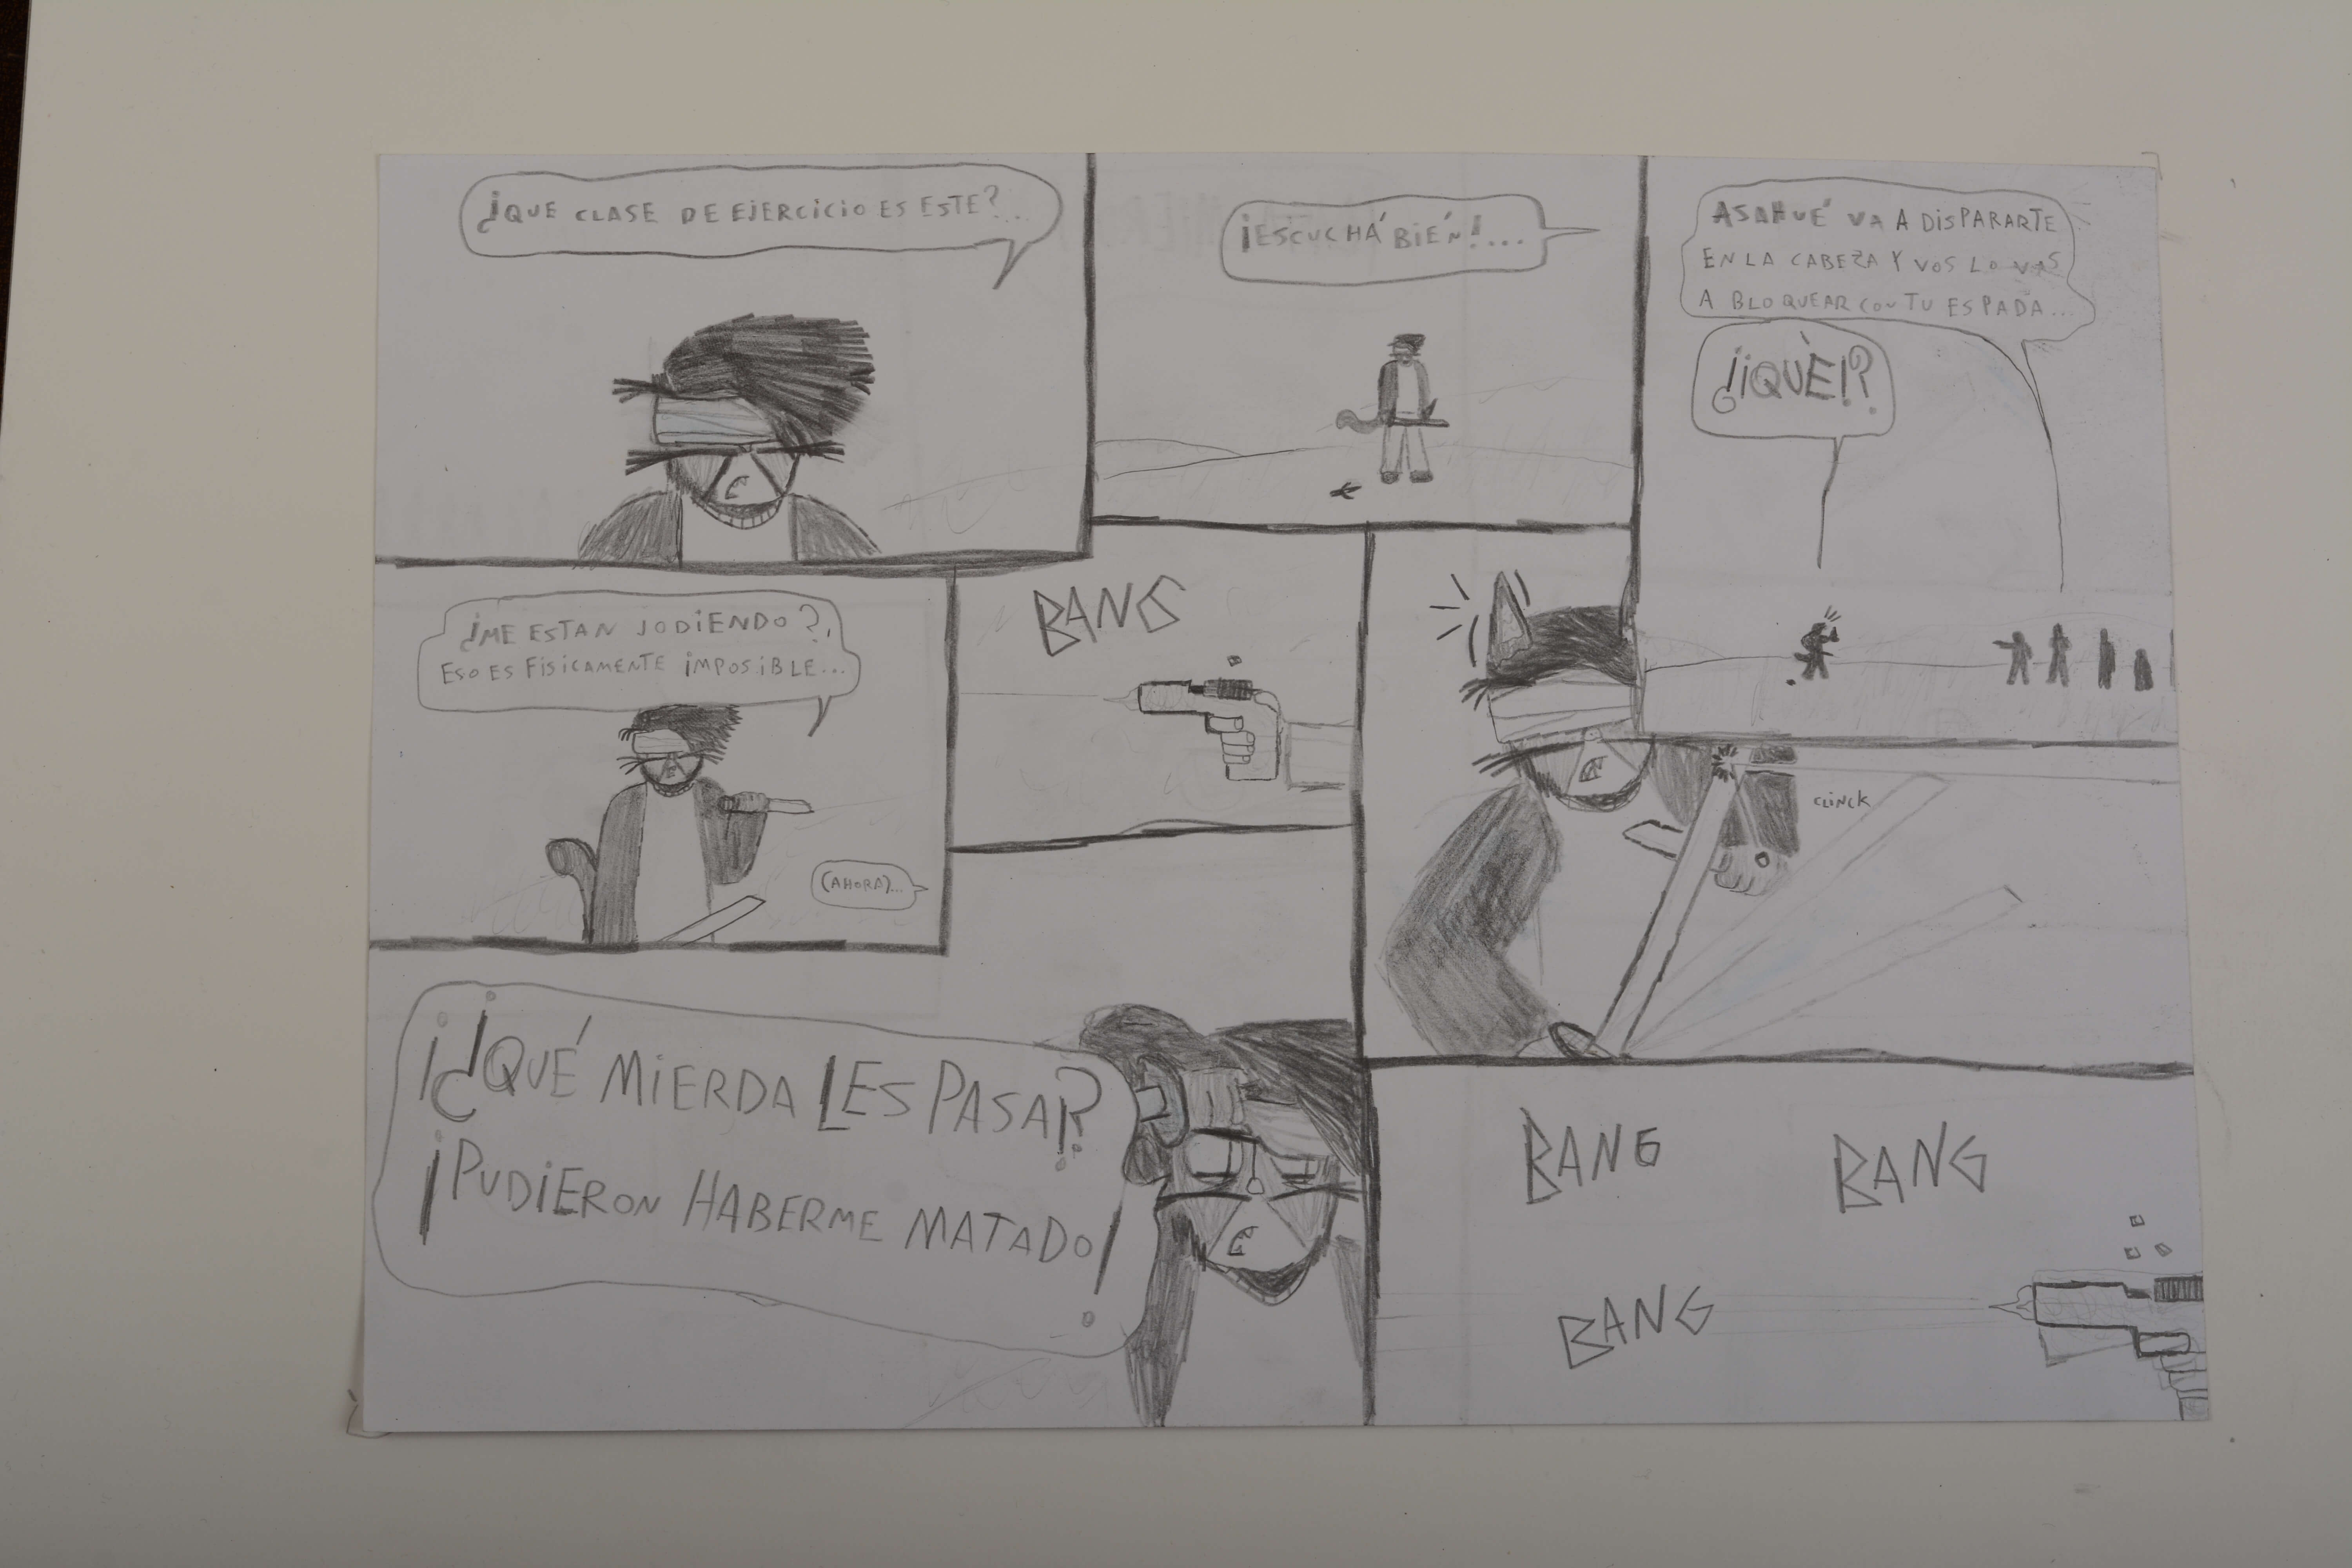 ¿QUE CLASE DE EJERCICIO ES ESTE?...
¡ESCUCHÁ BIÉN!...
ASAHUÉ VA A DISPARARTE
EN LA CABEZA Y VOS LO VAS
A BLOQUEAR CON TU ESPADA...
¿¡¡QUÈ!?
¿ME ESTAN JODIENDO?,
ESO ES FISICAMENTE IMPOSIBLE...
(AHORA)...
BANG
CLINCK
¡¿¡QUÉ MIERDA LES PASA!?
¡PUDIERON HABERME MATADO!
BANG
BANG
BANG